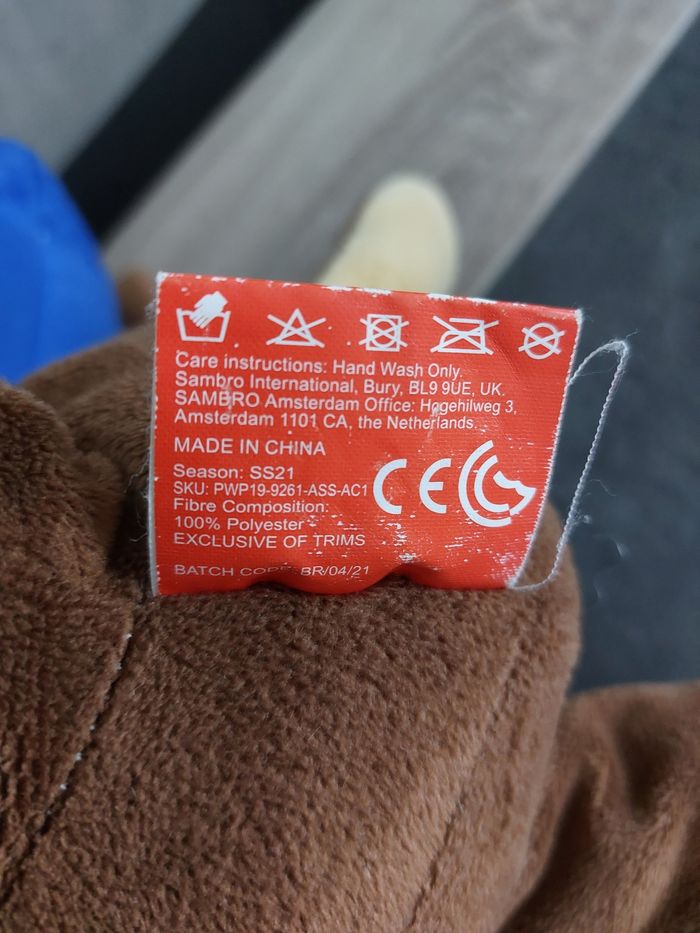 Care instructions: Hand Wash Only.
Sambro International, Bury, BL9 9UE, UK.
SAMBRO Amsterdam Office: Hogehilweg 3,
Amsterdam 1101 CA, the Netherlands.
MADE IN CHINA
Season: SS21
SKU: PWP19-9261-ASS-AC1
Fibre Composition:
100% Polyester
EXCLUSIVE OF TRIMS
BATCH CODE: BR/04/21
CE